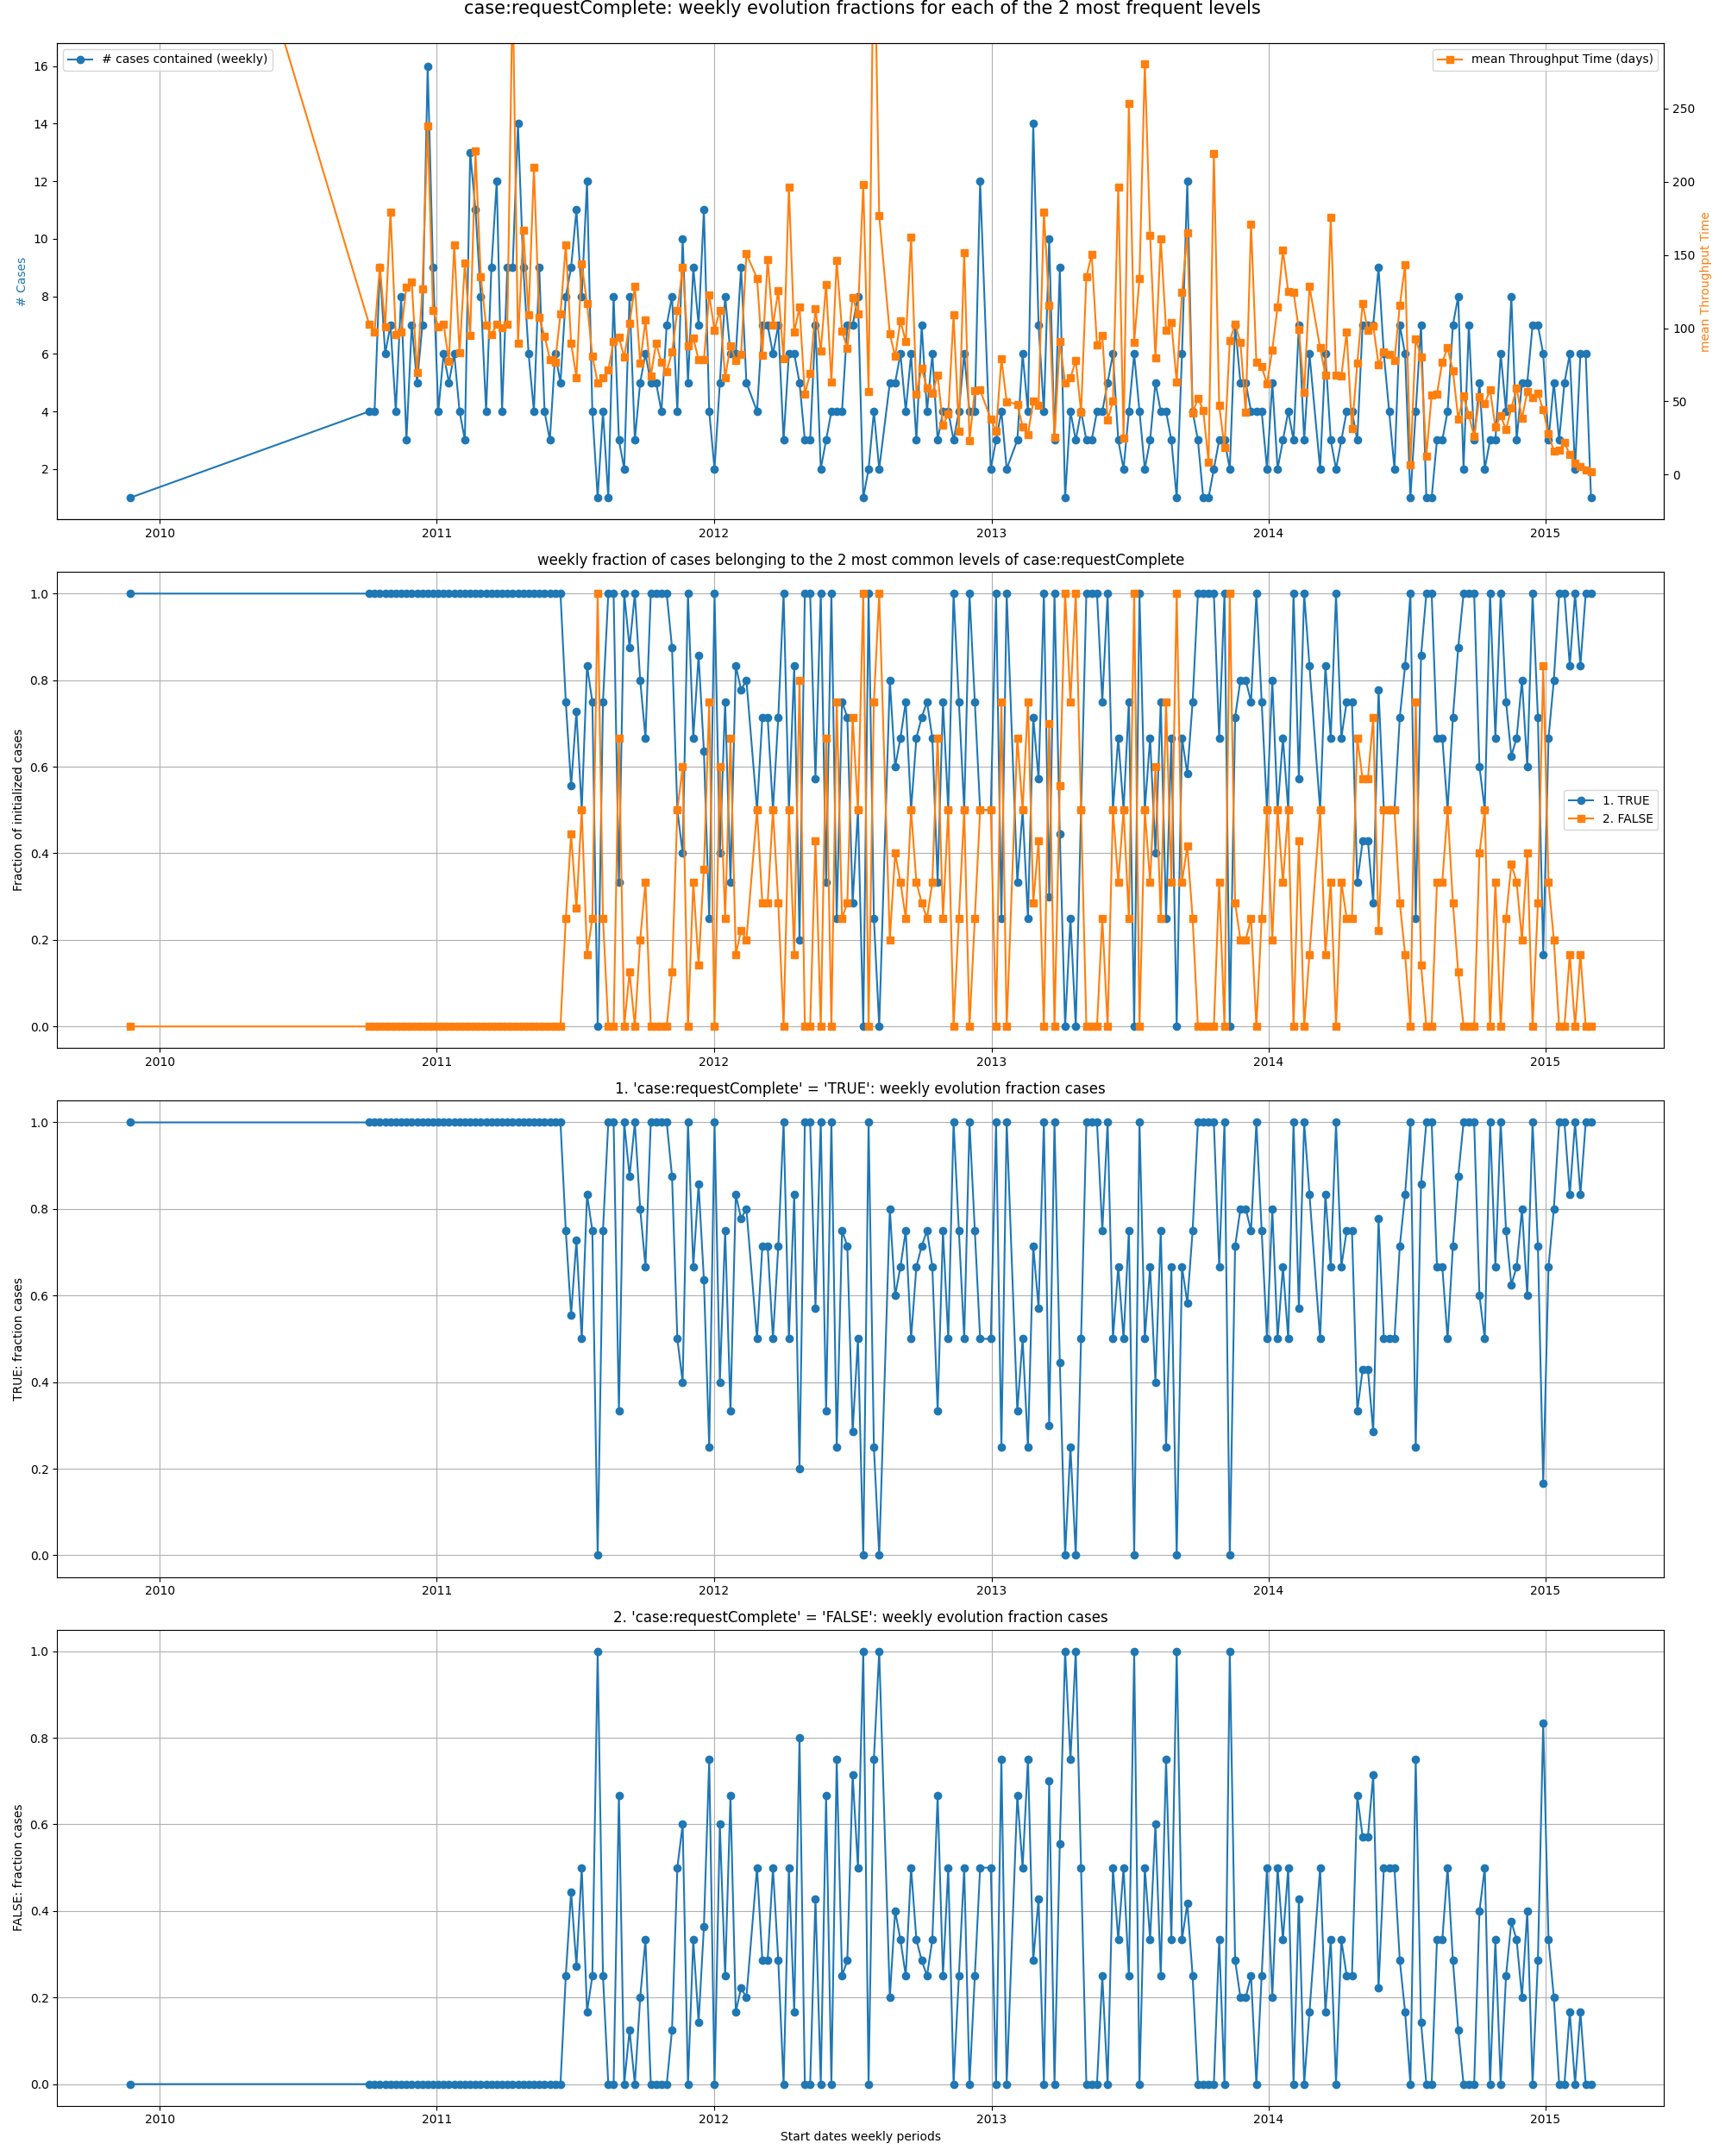 case:requestComplete: weekly evolution fractions for each of the 2 most frequent levels
# cases contained (weekly)
mean Throughput Time (days)
# Cases
mean Throughput Time
16
14
12
10
8
6
4
2
250
200
150
100
50
0
2010 2011 2012 2013 2014 2015
weekly fraction of cases belonging to the 2 most common levels of case:requestComplete
Fraction of initialized cases
1.0
0.8
0.6
0.4
0.2
0.0
1. TRUE
2. FALSE
2010 2011 2012 2013 2014 2015
1. 'case:requestComplete' = 'TRUE': weekly evolution fraction cases
TRUE: fraction cases
1.0
0.8
0.6
0.4
0.2
0.0
2010 2011 2012 2013 2014 2015
2. 'case:requestComplete' = 'FALSE': weekly evolution fraction cases
FALSE: fraction cases
1.0
0.8
0.6
0.4
0.2
0.0
2010 2011 2012 2013 2014 2015
Start dates weekly periods